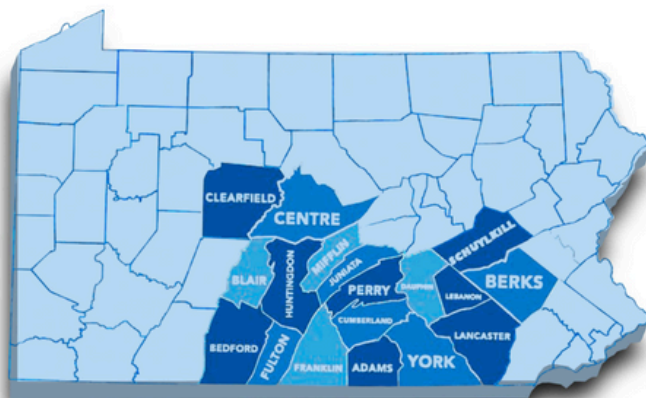 CLEARFIELD
CENTRE
SCHUYLKILL
MIFFLIN
BLAIR
HUNTINGDON
JUNIATA
PERRY
DAUPHIN
LEBANON
BERKS
CUMBERLAND
BEDFORD
FULTON
FRANKLIN
ADAMS
YORK
LANCASTER